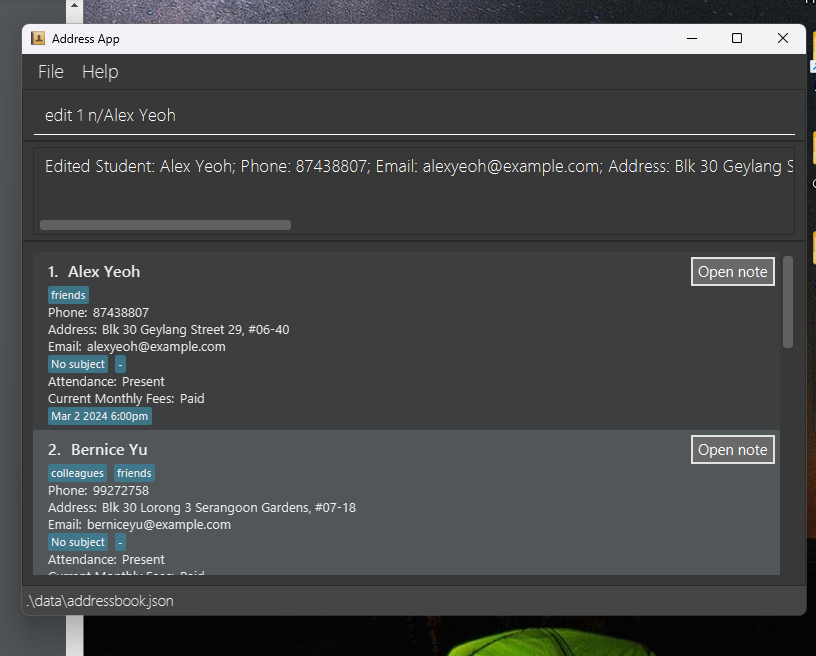 Address App
File Help
edit 1 n/Alex Yeoh
Edited Student: Alex Yeoh; Phone: 87438807; Email: alexyeoh@example.com; Address: Blk 30 Geylang S
1. Alex Yeoh
Open note
friends
Phone: 87438807
Address: Blk 30 Geylang Street 29, #06-40
Email: alexyeoh@example.com
No subject -
Attendance: Present
Current Monthly Fees: Paid
Mar 2 2024 6:00pm
2. Bernice Yu
Open note
colleagues friends
Phone: 99272758
Address: Blk 30 Lorong 3 Serangoon Gardens, #07-18
Email: berniceyu@example.com
No subject -
Attendance: Present
Current Monthly Fees: Paid
.\data\addressbook.json